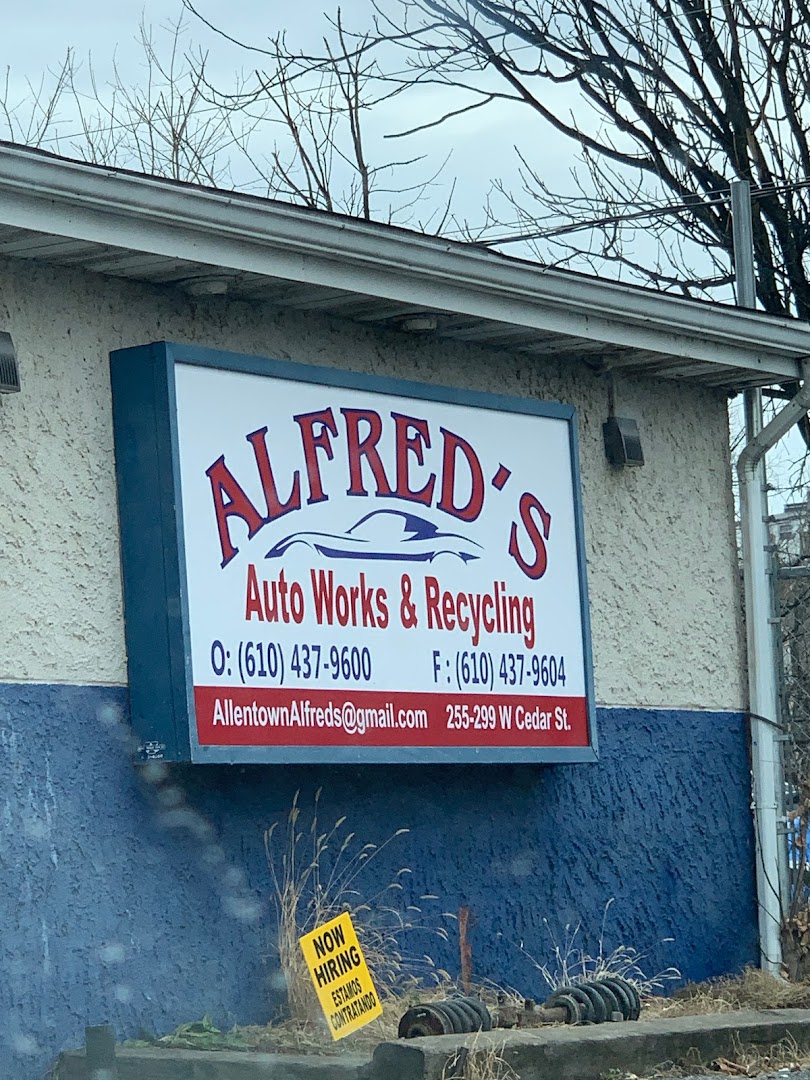 ALFRED'S
Auto Works & Recycling
O: (610) 437-9600 F : (610) 437-9604
AllentownAlfreds@gmail.com 255-299 W Cedar St.
NOW
HIRING
ESTAMOS
CONTRATANDO